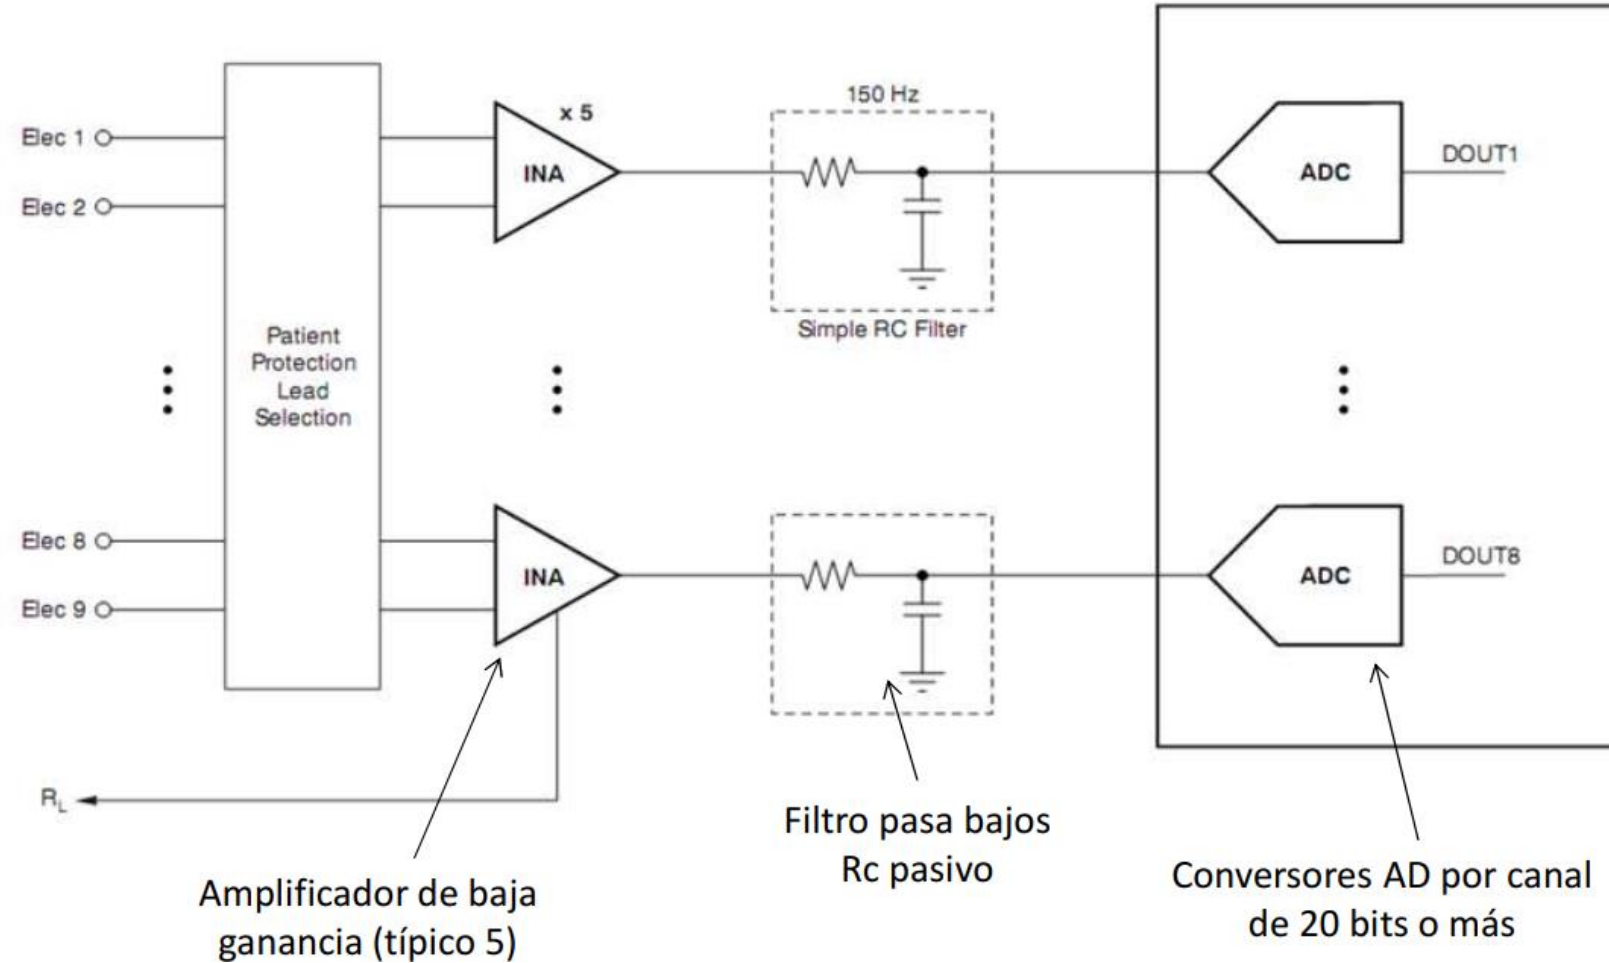 150 Hz
x 5
Elec 1
INA
ADC
DOUT1
Elec 2
Simple RC Filter
Patient
Protection
Lead
Selection
Elec 8
INA
ADC
DOUT8
Elec 9
RL
Filtro pasa bajos
Rc pasivo
Amplificador de baja
ganancia (típico 5)
Conversores AD por canal
de 20 bits o más